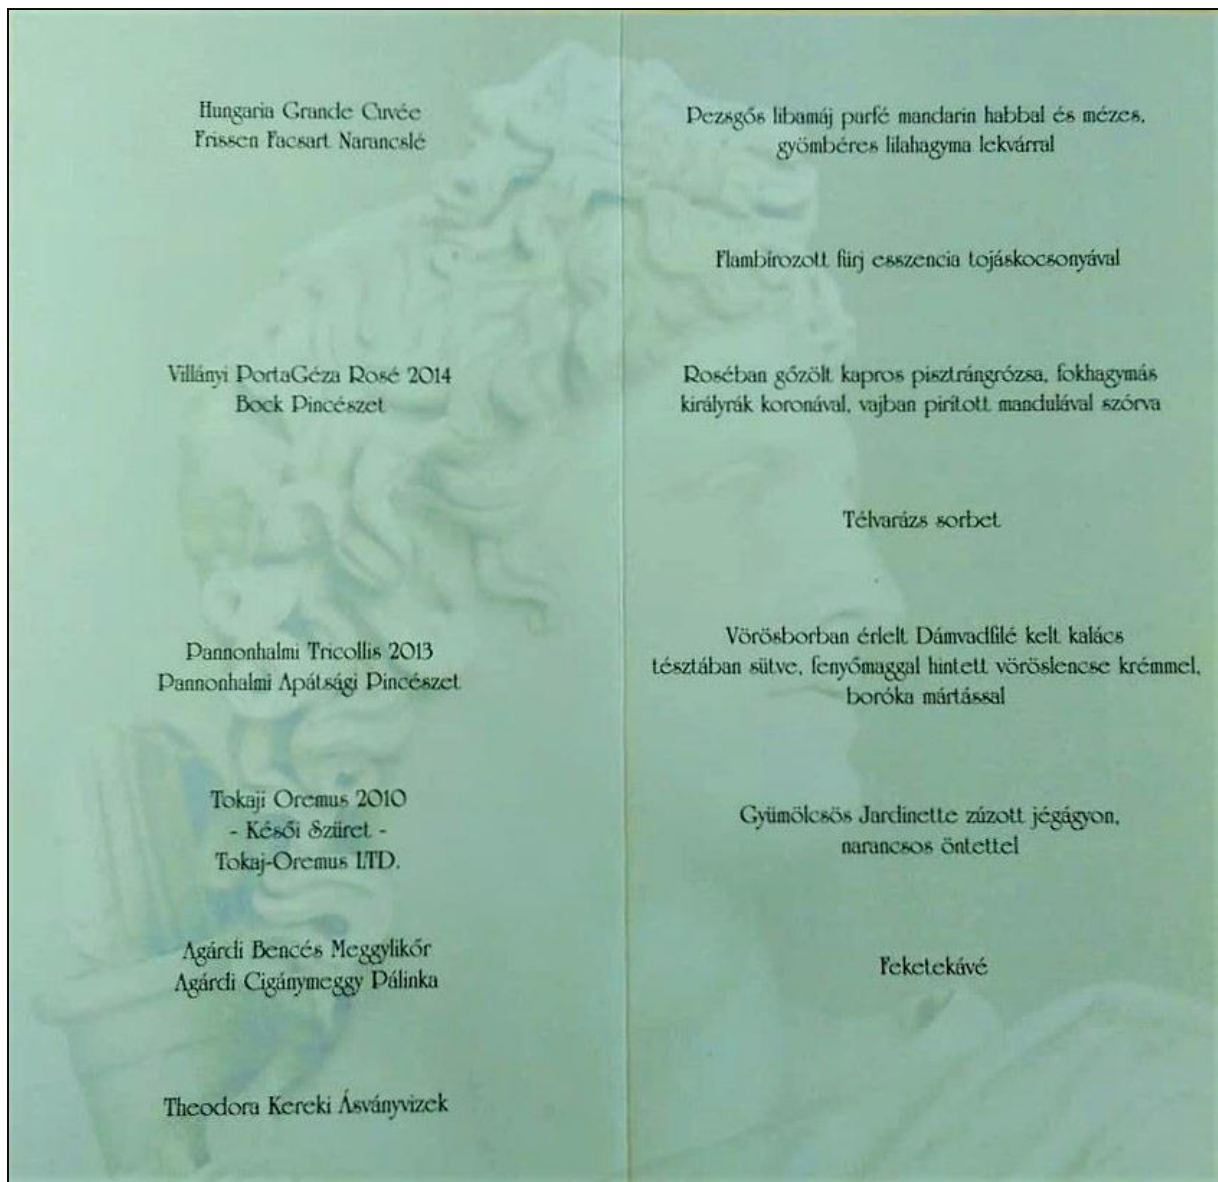 Hungaria Grande Cuvée
Frissen Facsart Narancslé
Villányi PortaGéza Rosé 2014
Bock Pincészet
Pannonhalmi Tricollis 2013
Pannonhalmi Apátsági Pincészet
Tokaji Oremus 2010
- Késői Szüret -
Tokaj-Oremus LTD.
Agárdi Bencés Meggylikőr
Agárdi Cigánymeggy Pálinka
Theodora Kereki Ásványvizek
Pezsgős libamáj parfé mandarin habbal és mézes,
gyömbéres lilahagyma lekvárral
Flambírozott fürj esszencia tojáskocsonyával
Roséban gőzölt kapros pisztrángrózsa, fokhagymás
királyrák koronával, vajban pirított mandulával szórva
Télvarázs sorbet
Vörösborban érlelt Dámvadfilé kelt kalács
tésztában sütve, fenyőmaggal hintett vöröslencse krémmel,
boróka mártással
Gyümölcsös Jardinette zúzott jégágyon,
narancsos öntettel
Feketekávé